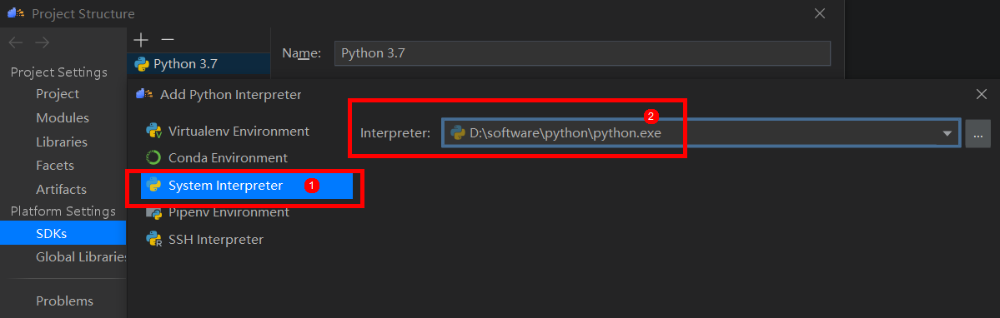 Project Structure
Python 3.7
Name: Python 3.7
Project Settings
Project
Modules
Libraries
Facets
Artifacts
Platform Settings
SDKs
Global Libraries
Problems
Add Python Interpreter
Virtualenv Environment
Conda Environment
System Interpreter 1
Pipenv Environment
SSH Interpreter
2
Interpreter: D:\software\python\python.exe ...